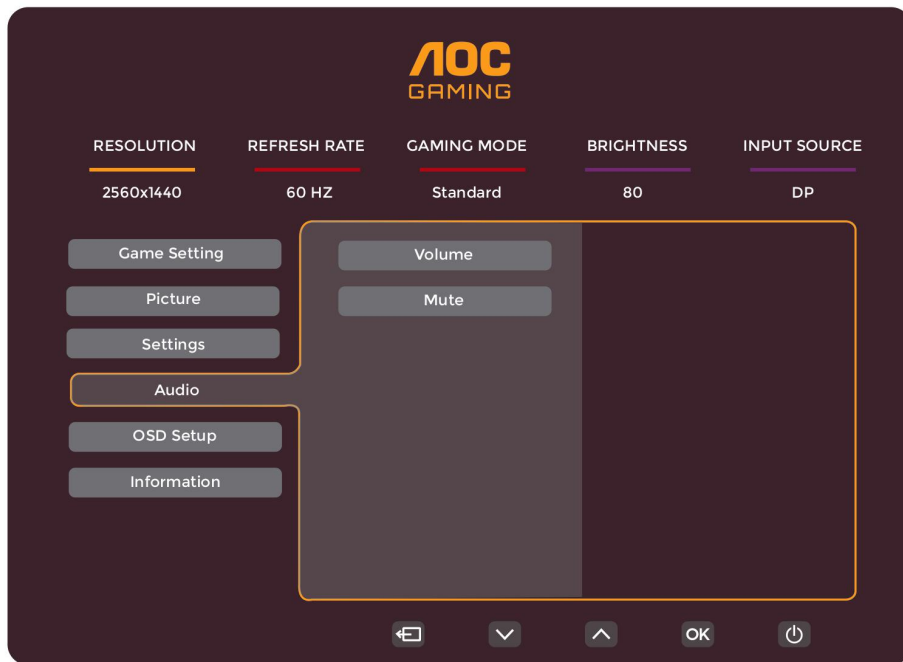 AOC
GAMING
RESOLUTION REFRESH RATE GAMING MODE BRIGHTNESS INPUT SOURCE
2560x1440 60 HZ Standard 80 DP
Game Setting Volume
Picture Mute
Settings
Audio
OSD Setup
Information
OK